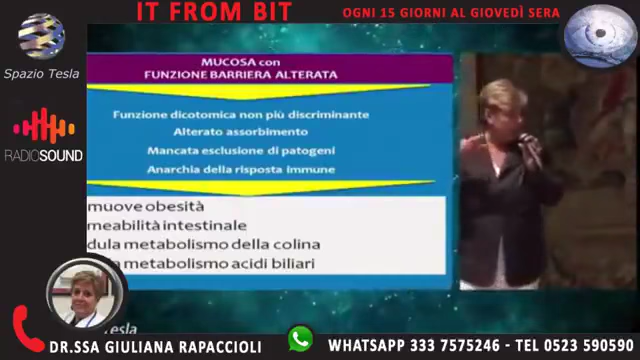 IT FROM BIT
OGNI 15 GIORNI AL GIOVEDÌ SERA
Spazio Tesla
RADIOSOUND
MUCOSA con
FUNZIONE BARRIERA ALTERATA
Funzione dicotomica non più discriminante
Alterato assorbimento
Mancata esclusione di patogeni
Anarchia della risposta immune
muove obesità
meabilità intestinale
dula metabolismo della colina
metabolismo acidi biliari
Tesla
DR.SSA GIULIANA RAPACCIOLI
WHATSAPP 333 7575246 - TEL 0523 590590